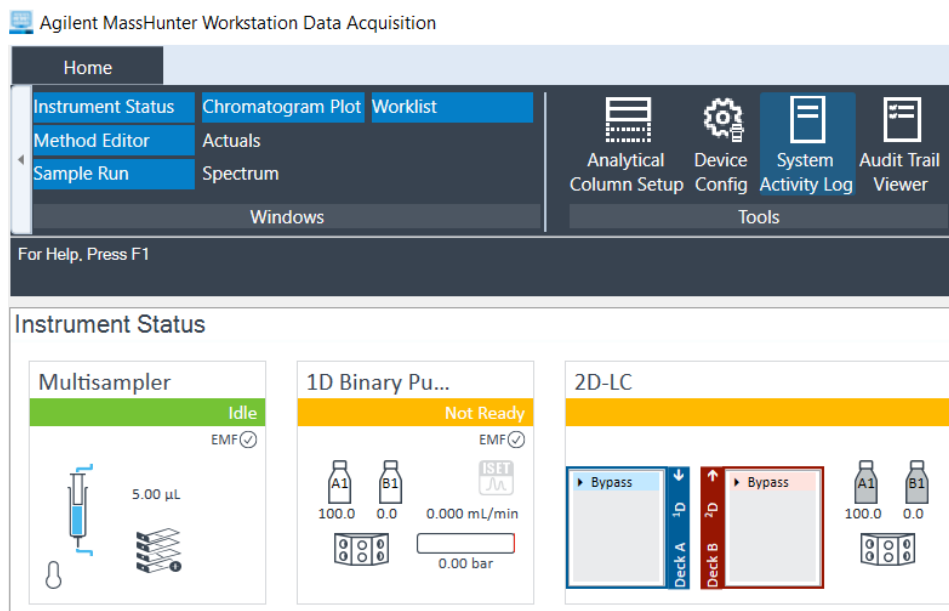 Agilent MassHunter Workstation Data Acquisition
Home
Instrument Status Chromatogram Plot Worklist
Method Editor Actuals
Sample Run Spectrum
Windows
Analytical Column Setup
Device Config
System Activity Log
Audit Trail Viewer
Tools
For Help, Press F1
Instrument Status
Multisampler
Idle
EMF
5.00 µL
1D Binary Pu...
Not Ready
EMF
A1 B1
ISET
100.0 0.0 0.000 mL/min
0.00 bar
2D-LC
Bypass
1D
Deck A
2D
Deck B
Bypass
A1 B1
100.0 0.0